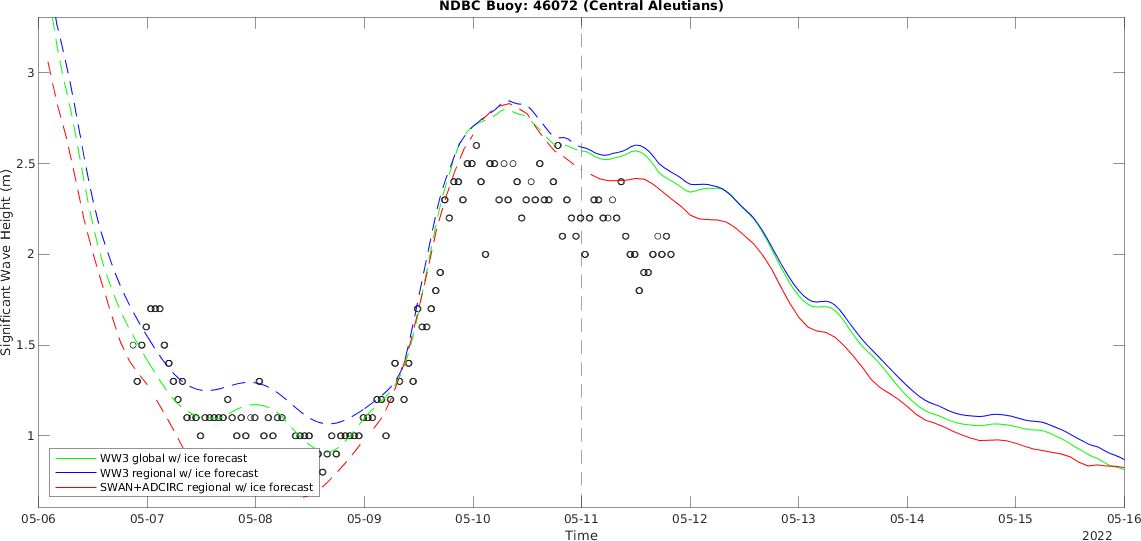 NDBC Buoy: 46072 (Central Aleutians)
Significant Wave Height (m)
3
2.5
2
1.5
1
WW3 global w/ ice forecast
WW3 regional w/ ice forecast
SWAN+ADCIRC regional w/ ice forecast
05-06 05-07 05-08 05-09 05-10 05-11 05-12 05-13 05-14 05-15 05-16
Time
2022